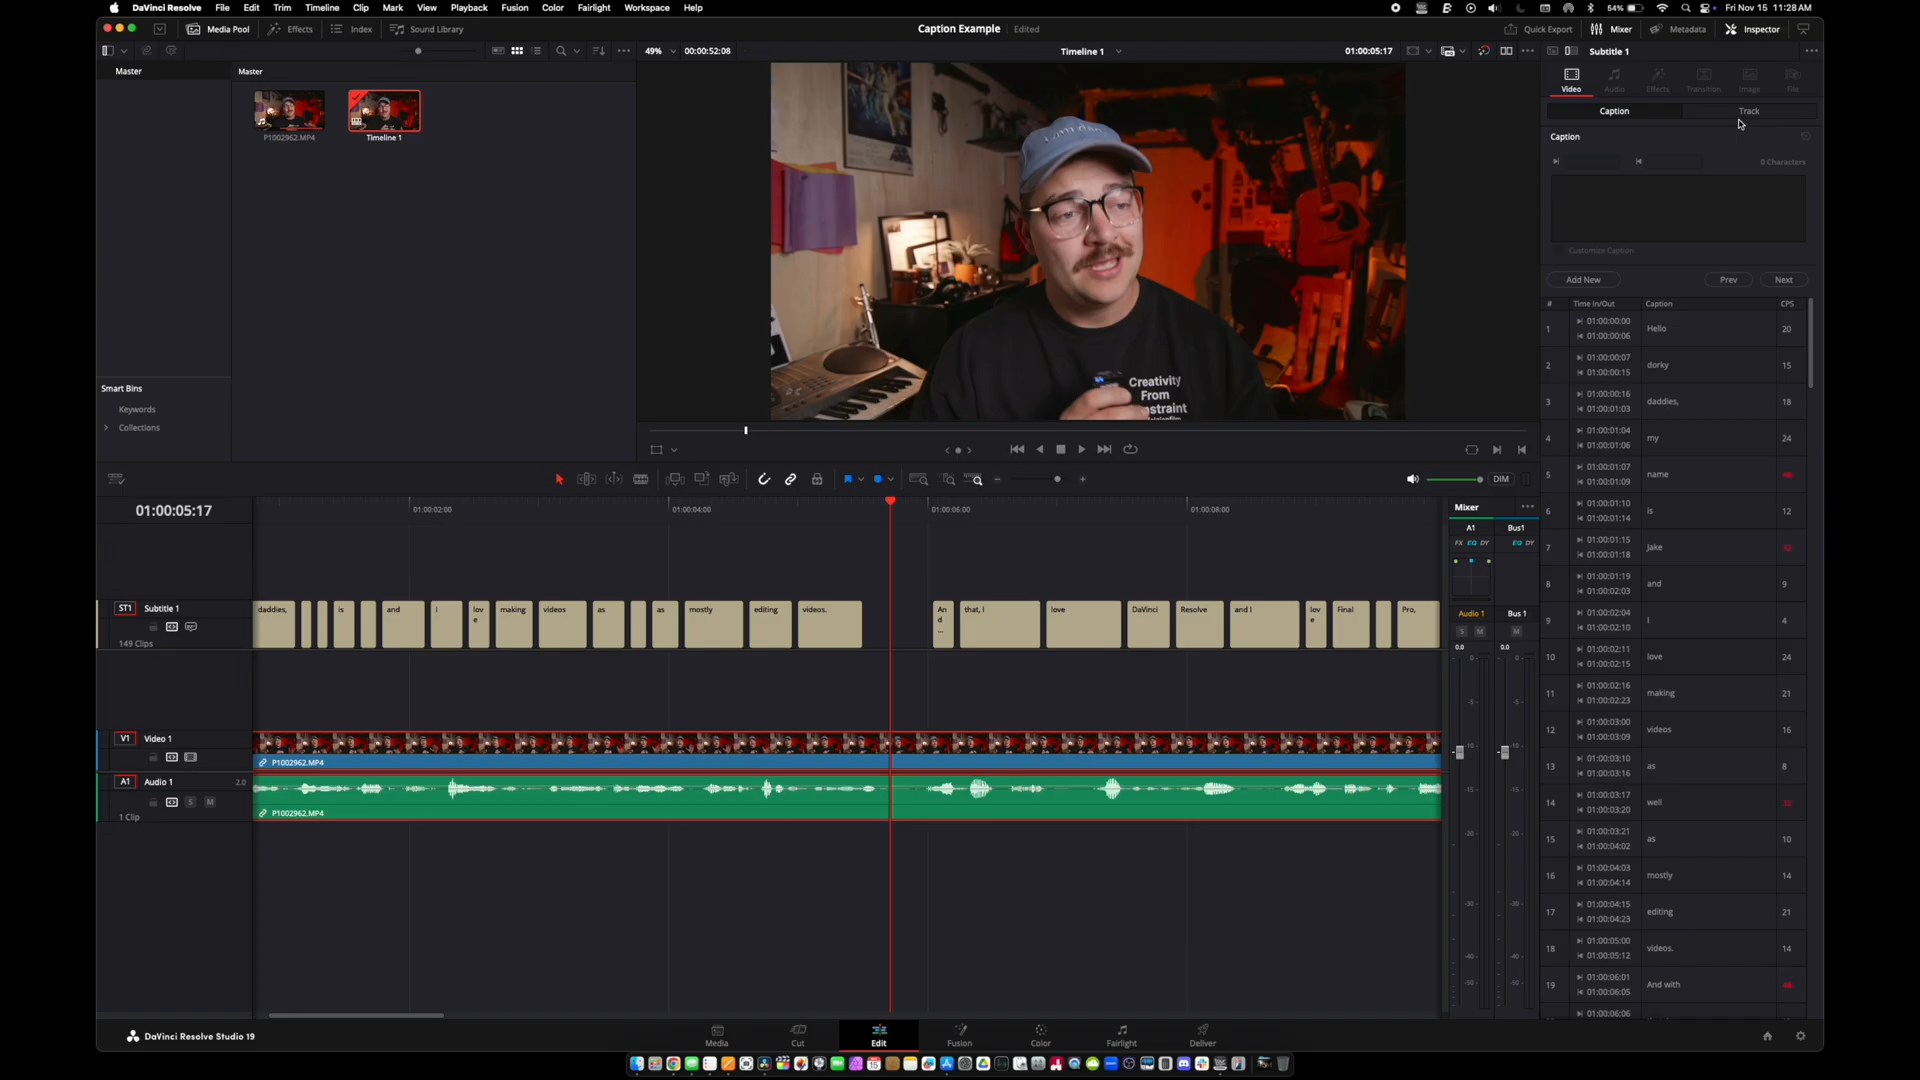 DaVinci Resolve File Edit Trim Timeline Clip Mark View Playback Fusion Color Fairlight Workspace Help
54% Fri Nov 15 11:28 AM
Media Pool Effects Index Sound Library
Caption Example Edited
Quick Export Mixer Metadata Inspector
49% 00:00:52:08
Timeline 1
01:00:05:17
Subtitle 1
Master
Master
P1002962.MP4
Timeline 1
Smart Bins
Keywords
Collections
Creativity
From
nstraint
Video Audio Effects Transition Image File
Caption Track
Caption
0 Characters
Customize Caption
Add New Prev Next
# Time In/Out Caption CPS
1 01:00:00:00 Hello 20
01:00:00:06
2 01:00:00:07 dorky 15
01:00:00:15
3 01:00:00:16 daddies, 18
01:00:01:03
4 01:00:01:04 my 24
01:00:01:06
5 01:00:01:07 name
01:00:01:09
6 01:00:01:10 is 12
01:00:01:14
7 01:00:01:15 Jake
01:00:01:18
8 01:00:01:19 and 9
01:00:02:03
9 01:00:02:04 I 4
01:00:02:10
10 01:00:02:11 love 24
01:00:02:15
11 01:00:02:16 making 21
01:00:02:23
12 01:00:03:00 videos 16
01:00:03:09
13 01:00:03:10 as 8
01:00:03:16
14 01:00:03:17 well
01:00:03:20
15 01:00:03:21 as 10
01:00:04:02
16 01:00:04:03 mostly 14
01:00:04:14
17 01:00:04:15 editing 21
01:00:04:23
18 01:00:05:00 videos. 14
01:00:05:12
19 01:00:06:01 And with
01:00:06:05
01:00:06:06
DIM
01:00:05:17
01:00:02:00 01:00:04:00 01:00:06:00 01:00:08:00
ST1 Subtitle 1
149 Clips
daddies, is and I lov making videos as as mostly editing videos. An that, I love DaVinci Resolve and I lov Final Pro,
e d e
...
V1 Video 1
P1002962.MP4
A1 Audio 1 2.0
S M
1 Clip
P1002962.MP4
Mixer
A1 Bus1
FX EQ DY EQ DY
Audio 1 Bus 1
S M M
0.0 0.0
DaVinci Resolve Studio 19
Media Cut Edit Fusion Color Fairlight Deliver